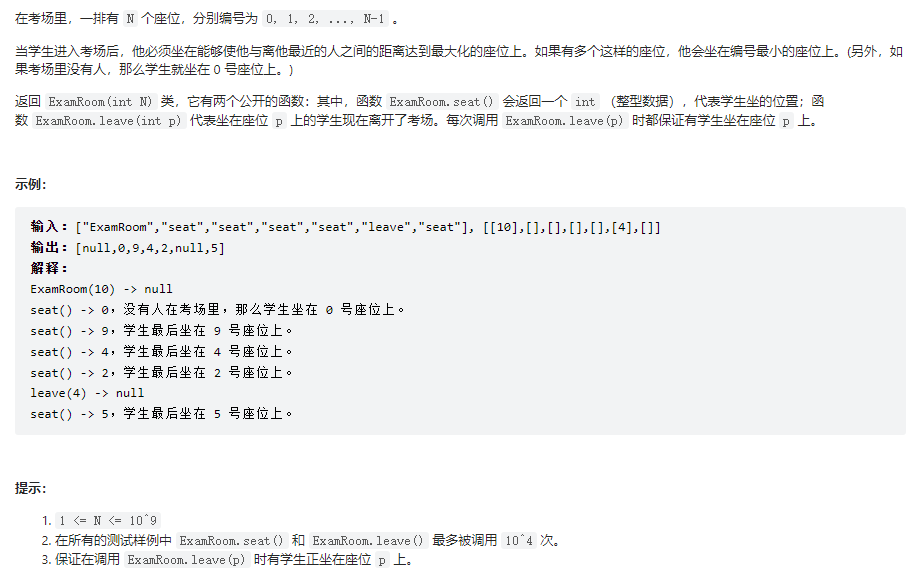 在考场里，一排有 N 个座位，分别编号为 0, 1, 2, ..., N-1 。
当学生进入考场后，他必须坐在能够使他与离他最近的人之间的距离达到最大化的座位上。如果有多个这样的座位，他会坐在编号最小的座位上。(另外，如
果考场里没有人，那么学生就坐在 0 号座位上。)
返回 ExamRoom(int N) 类，它有两个公开的函数：其中，函数 ExamRoom.seat() 会返回一个 int （整型数据），代表学生坐的位置；函
数 ExamRoom.leave(int p) 代表坐在座位 p 上的学生现在离开了考场。每次调用 ExamRoom.leave(p) 时都保证有学生坐在座位 p 上。
示例：
输入：["ExamRoom","seat","seat","seat","seat","leave","seat"], [[10],[],[],[],[],[4],[]]
输出：[null,0,9,4,2,null,5]
解释：
ExamRoom(10) -> null
seat() -> 0，没有人在考场里，那么学生坐在 0 号座位上。
seat() -> 9，学生最后坐在 9 号座位上。
seat() -> 4，学生最后坐在 4 号座位上。
seat() -> 2，学生最后坐在 2 号座位上。
leave(4) -> null
seat() -> 5，学生最后坐在 5 号座位上。
提示：
1. 1 <= N <= 10^9
2. 在所有的测试样例中 ExamRoom.seat() 和 ExamRoom.leave() 最多被调用 10^4 次。
3. 保证在调用 ExamRoom.leave(p) 时有学生正坐在座位 p 上。